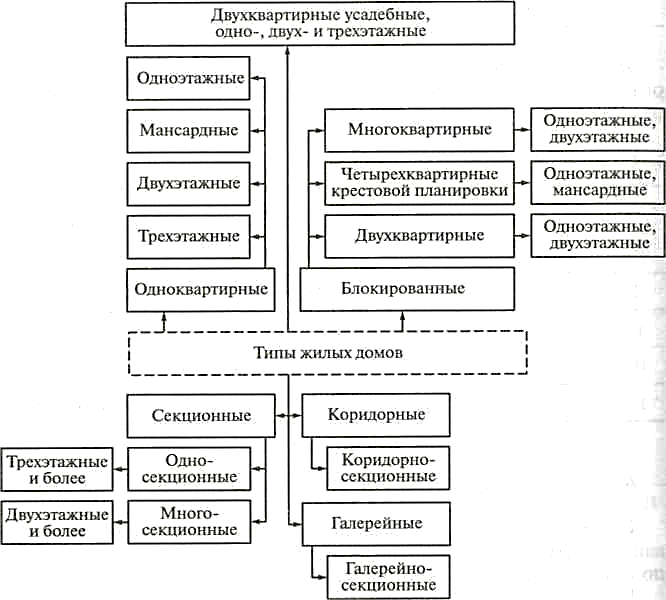 Двухквартирные усадебные,
одно-, двух- и трехэтажные
Одноэтажные
Мансардные
Двухэтажные
Трехэтажные
Одноквартирные
Многоквартирные
Одноэтажные,
двухэтажные
Четырехквартирные
крестовой планировки
Одноэтажные,
мансардные
Двухквартирные
Одноэтажные,
двухэтажные
Блокированные
Типы жилых домов
Секционные
Коридорные
Трехэтажные
и более
Одно-
секционные
Коридорно-
секционные
Двухэтажные
и более
Много-
секционные
Галерейные
Галерейно-
секционные